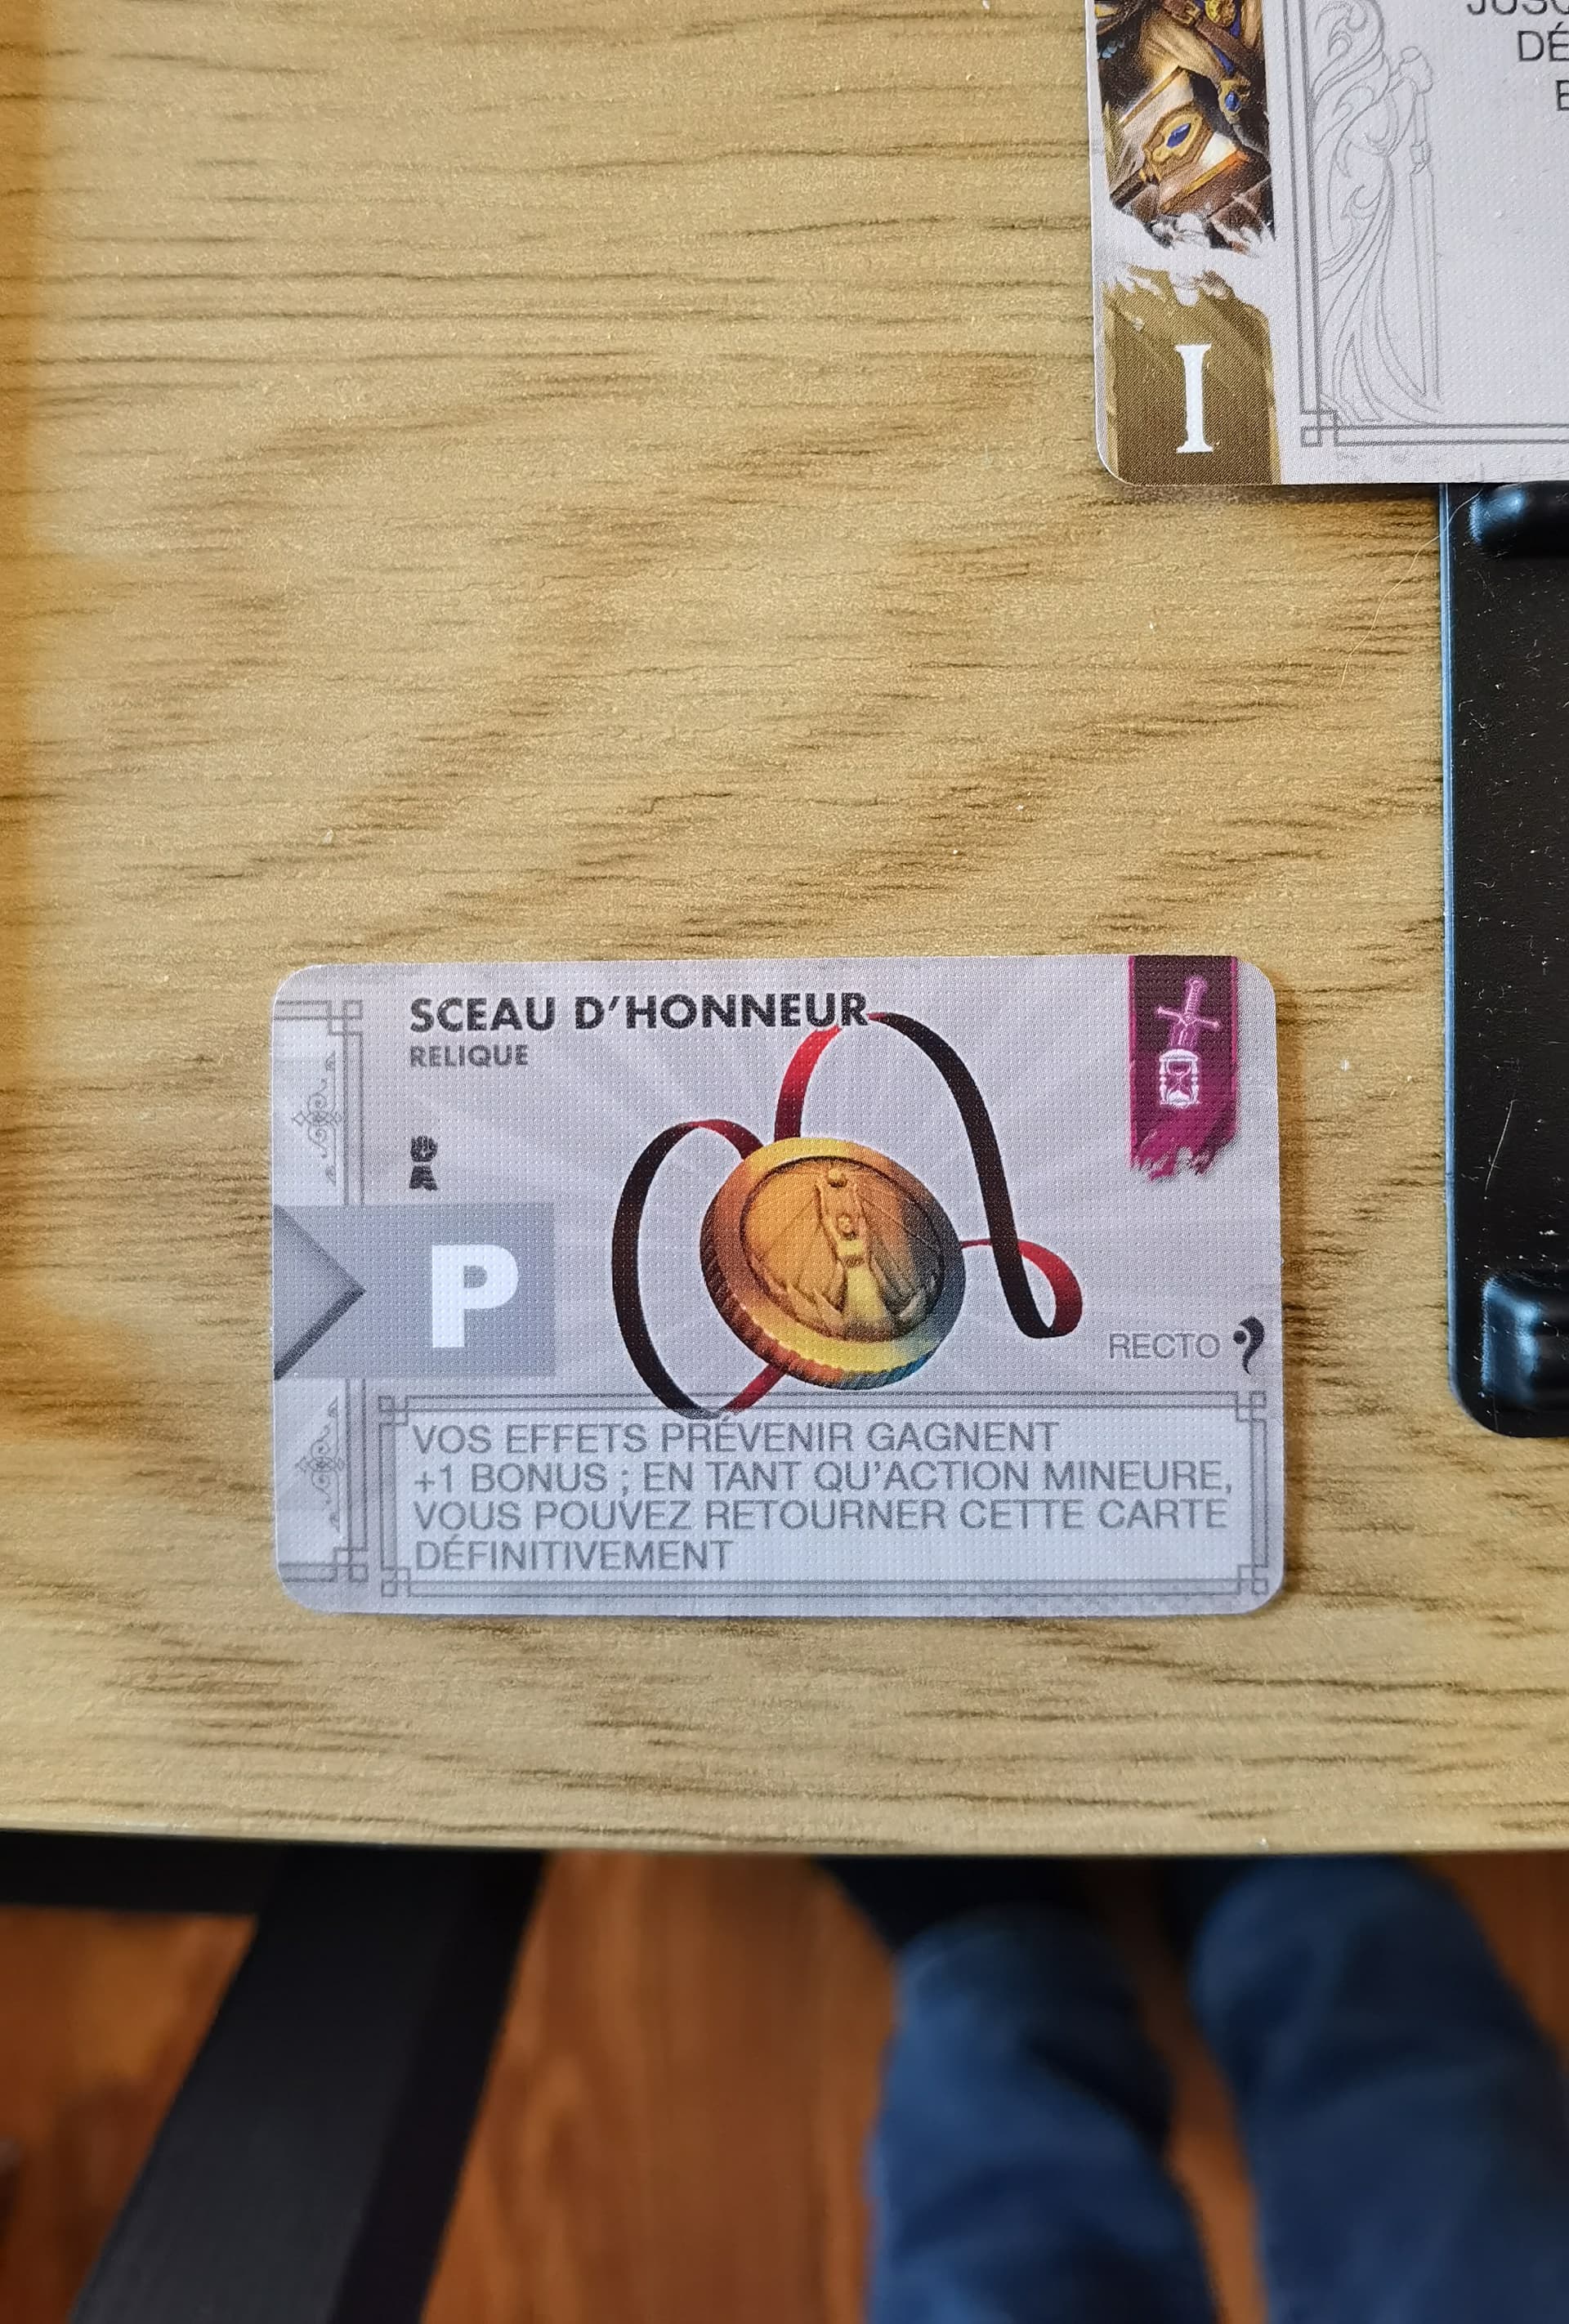 DÉ
I
SCEAU D'HONNEUR
RELIQUE
P
RECTO
VOS EFFETS PRÉVENIR GAGNENT
+1 BONUS ; EN TANT QU'ACTION MINEURE,
VOUS POUVEZ RETOURNER CETTE CARTE
DÉFINITIVEMENT